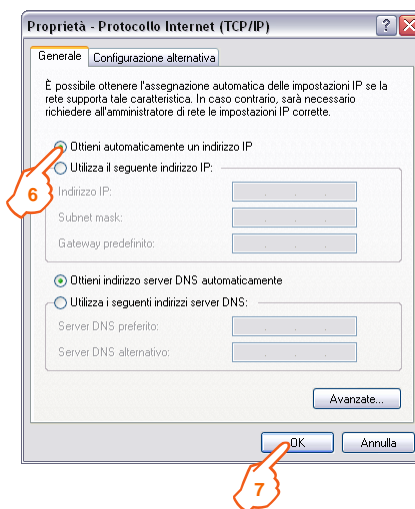 Proprietà - Protocollo Internet (TCP/IP)
Generale
Configurazione alternativa
È possibile ottenere l'assegnazione automatica delle impostazioni IP se la
rete supporta tale caratteristica. In caso contrario, sarà necessario
richiedere all'amministratore di rete le impostazioni IP corrette.
Ottieni automaticamente un indirizzo IP
Utilizza il seguente indirizzo IP:
6
Indirizzo IP:
Subnet mask:
Gateway predefinito:
Ottieni indirizzo server DNS automaticamente
Utilizza i seguenti indirizzi server DNS:
Server DNS preferito:
Server DNS alternativo:
Avanzate...
OK
Annulla
7